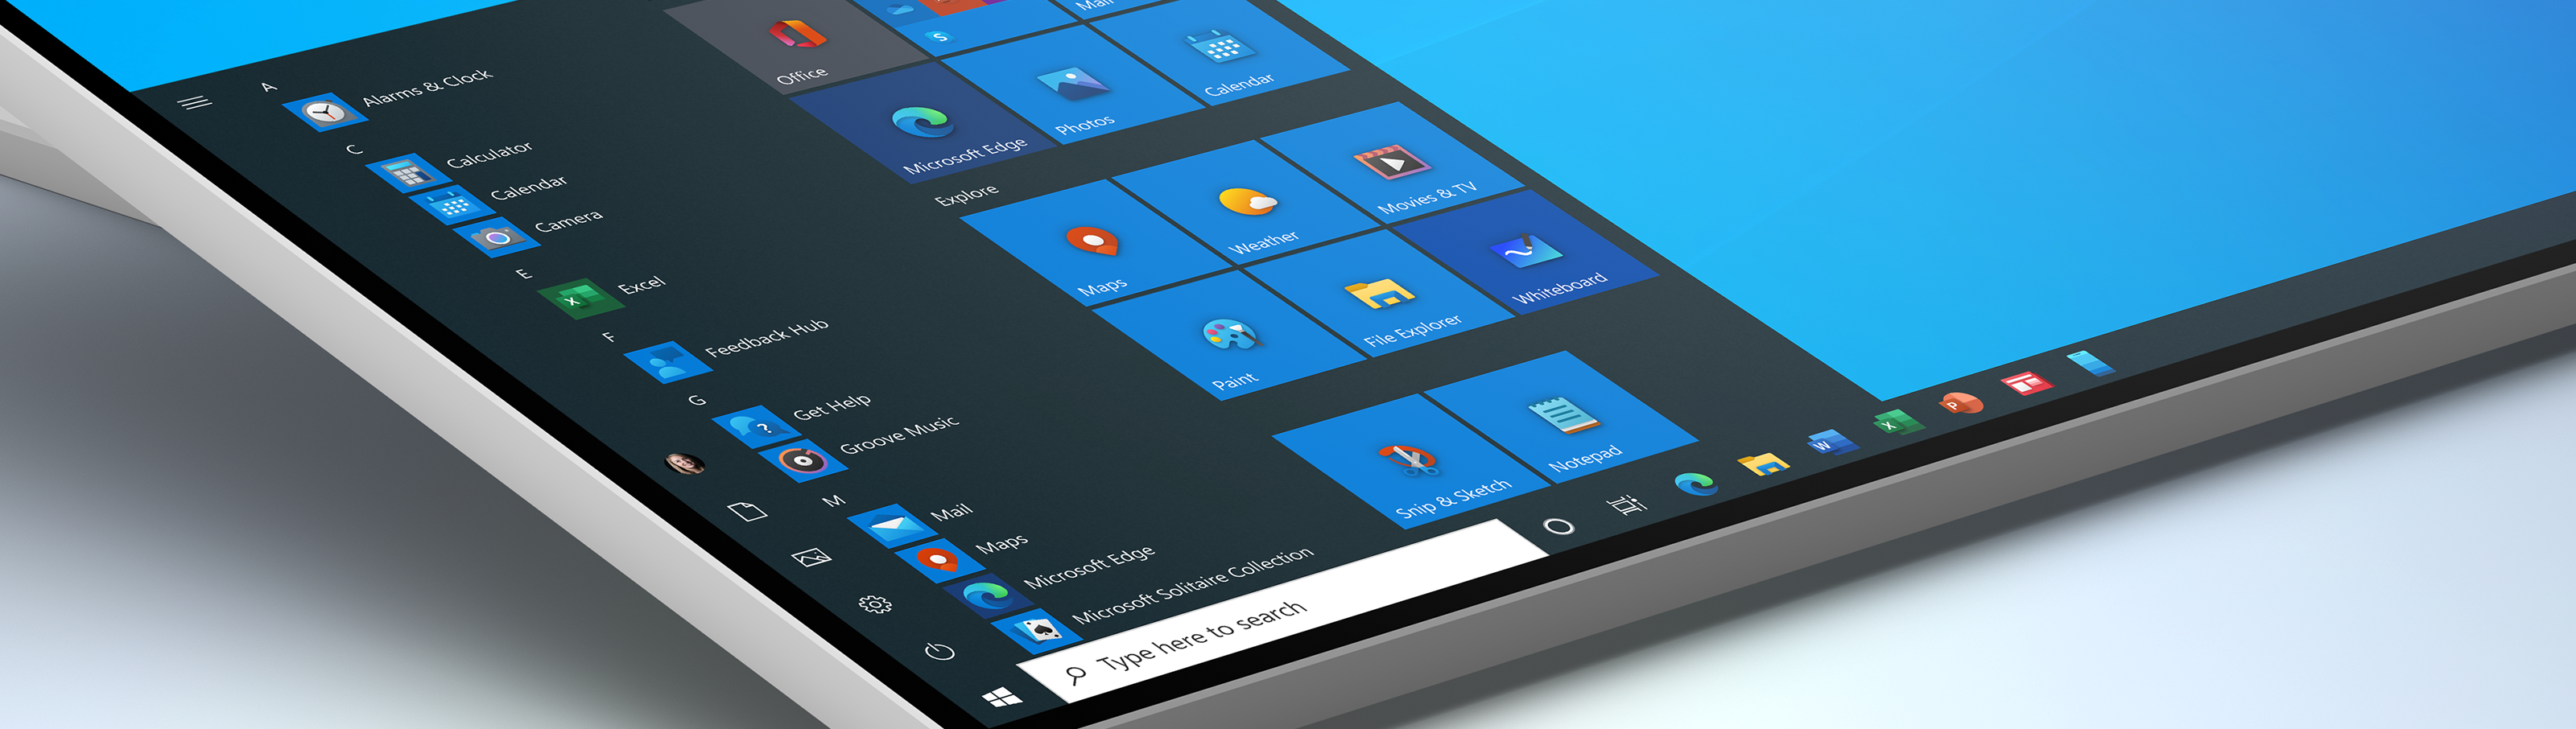 A
Alarms & Clock
C
Calculator
Calendar
Camera
E
Excel
F
Feedback Hub
G
Get Help
Groove Music
M
Mail
Maps
Microsoft Edge
Microsoft Solitaire Collection
Office
Mail
Microsoft Edge
Photos
Calendar
Explore
Maps
Weather
Movies & TV
Paint
File Explorer
Whiteboard
Snip & Sketch
Notepad
Type here to search